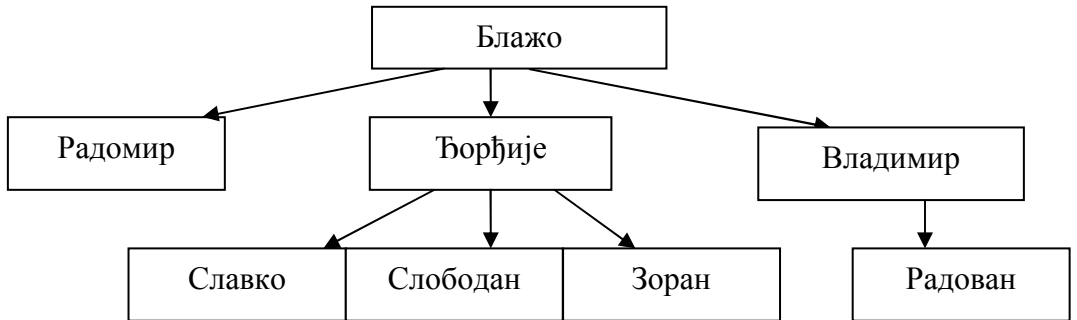 Блажо
Радомир
Ђорђије
Владимир
Славко
Слободан
Зоран
Радован